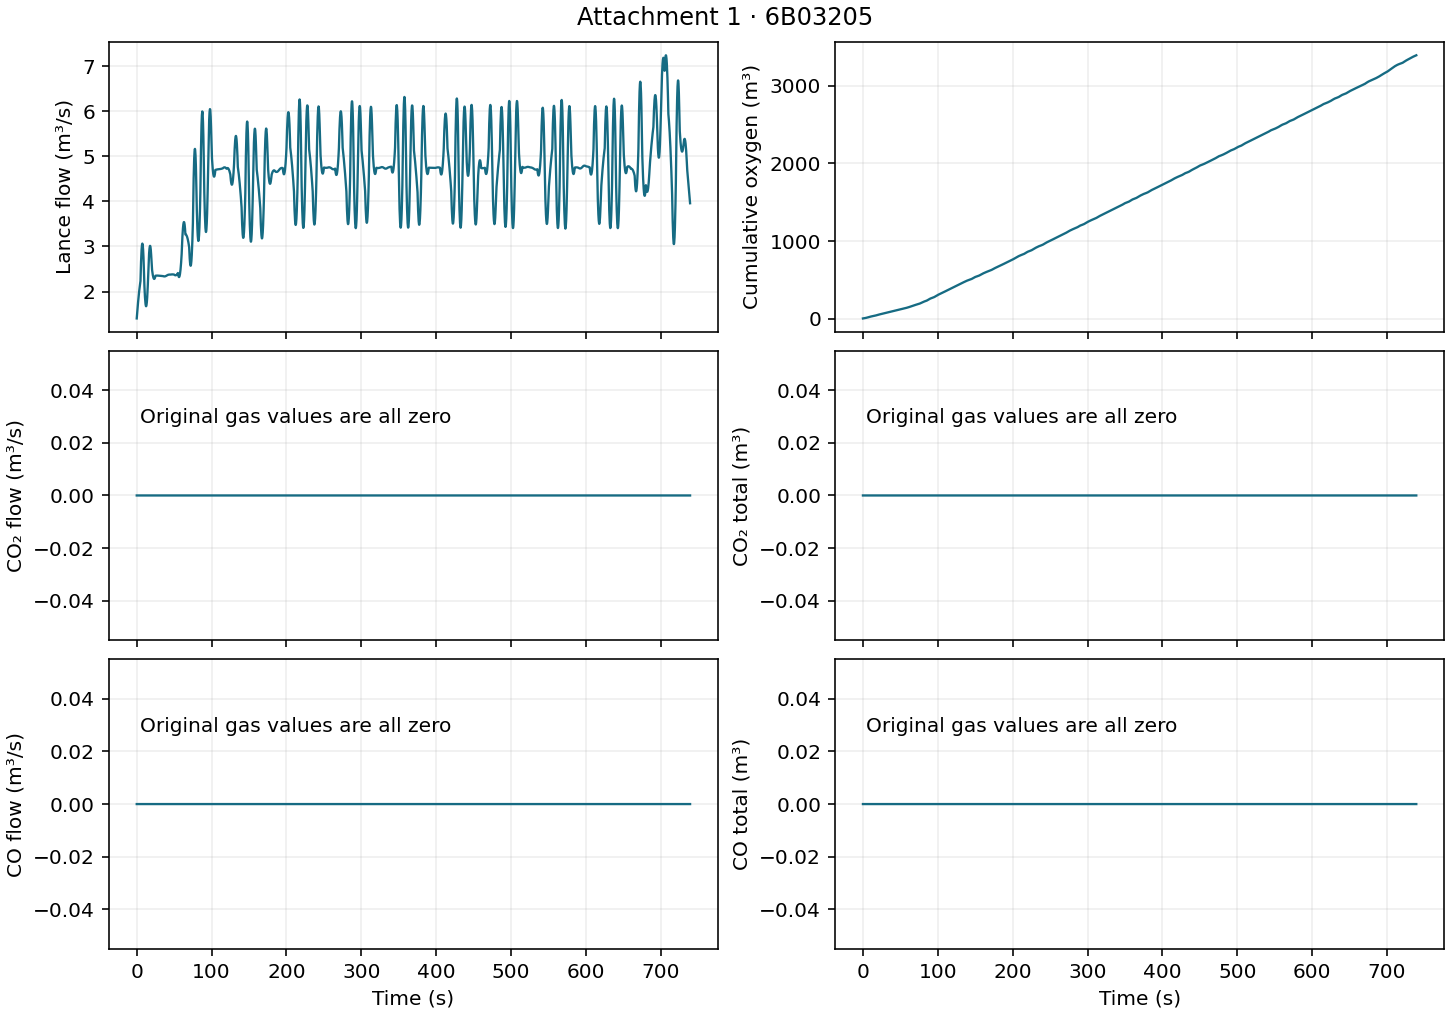 Attachment 1 · 6B03205
Lance flow (m³/s)
7
6
5
4
3
2
Cumulative oxygen (m³)
3000
2000
1000
0
CO₂ flow (m³/s)
0.04
0.02
0.00
−0.02
−0.04
Original gas values are all zero
CO₂ total (m³)
0.04
0.02
0.00
−0.02
−0.04
Original gas values are all zero
CO flow (m³/s)
0.04
0.02
0.00
−0.02
−0.04
Original gas values are all zero
0 100 200 300 400 500 600 700
Time (s)
CO total (m³)
0.04
0.02
0.00
−0.02
−0.04
Original gas values are all zero
0 100 200 300 400 500 600 700
Time (s)